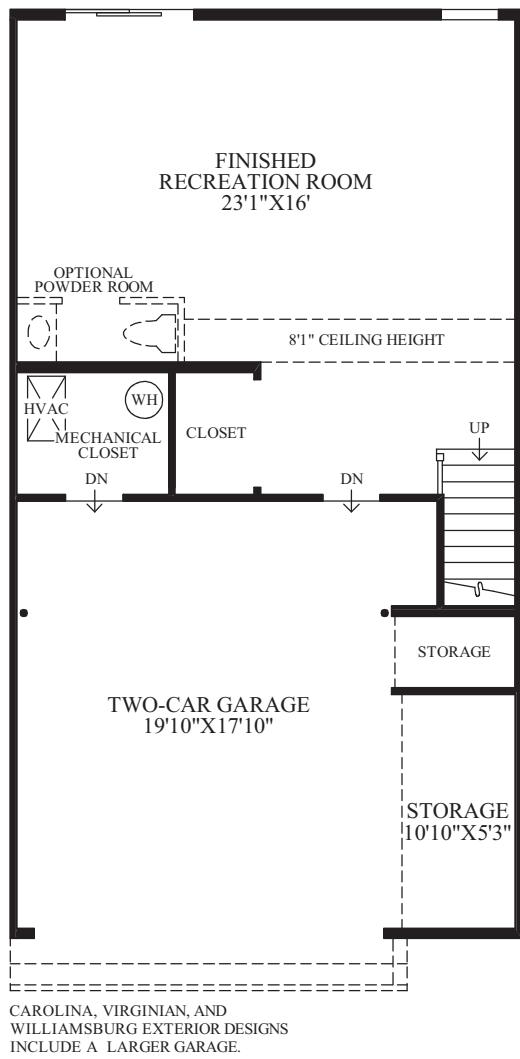 FINISHED
RECREATION ROOM
23'1"X16'
OPTIONAL
POWDER ROOM
8'1" CEILING HEIGHT
HVAC
WH
MECHANICAL
CLOSET
CLOSET
UP
DN
DN
STORAGE
TWO-CAR GARAGE
19'10"X17'10"
STORAGE
10'10"X5'3"
CAROLINA, VIRGINIAN, AND
WILLIAMSBURG EXTERIOR DESIGNS
INCLUDE A LARGER GARAGE.